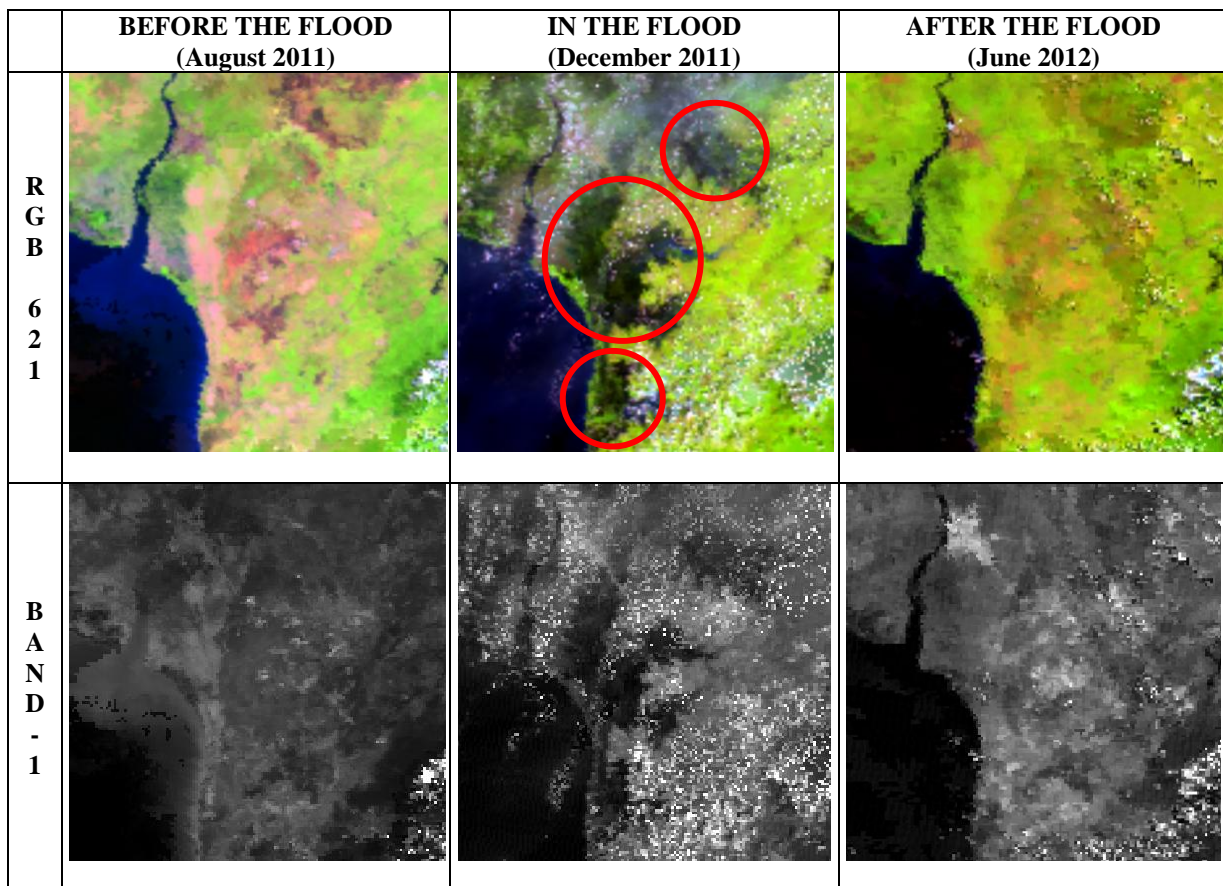 BEFORE THE FLOOD
(August 2011)
IN THE FLOOD
(December 2011)
AFTER THE FLOOD
(June 2012)
R
G
B
6
2
1
B
A
N
D
-
1